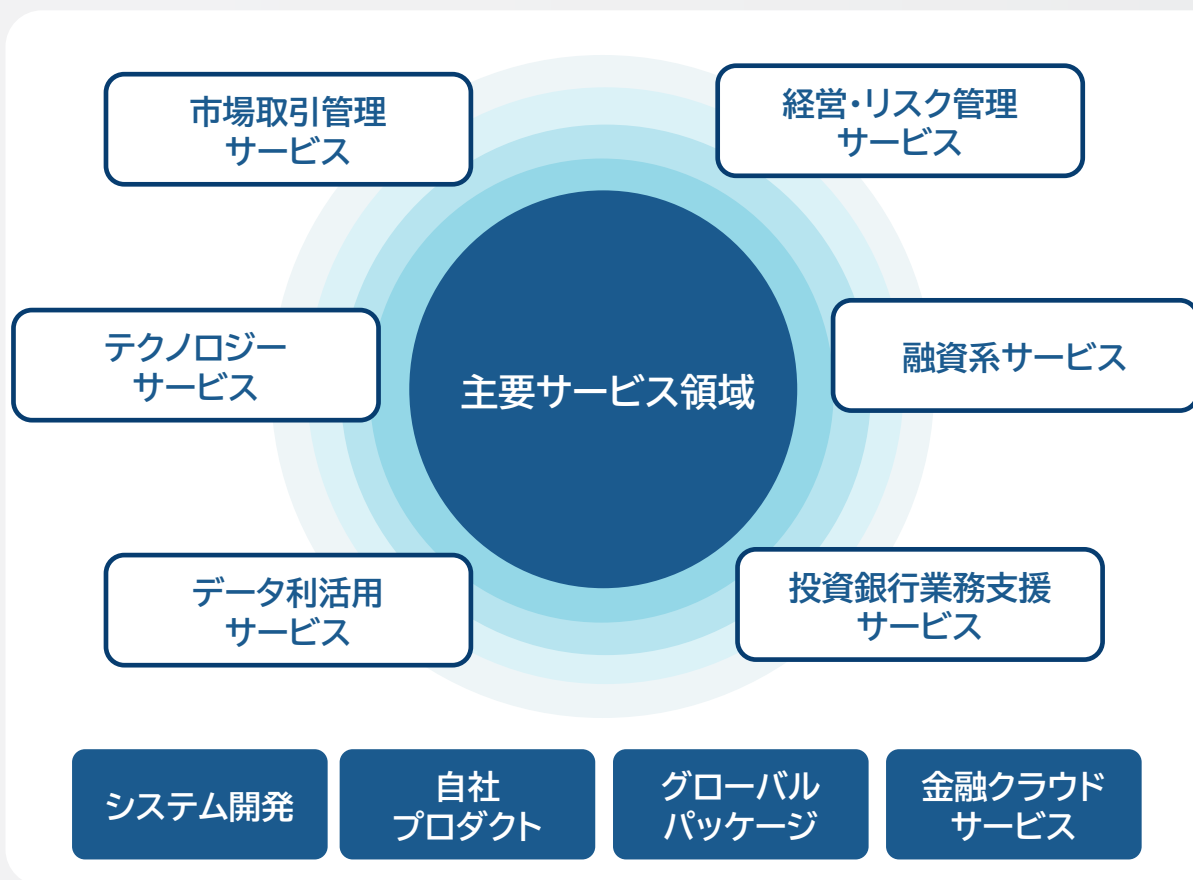 市場取引管理
サービス
経営・リスク管理
サービス
テクノロジー
サービス
主要サービス領域
融資系サービス
データ利活用
サービス
投資銀行業務支援
サービス
システム開発
自社
プロダクト
グローバル
パッケージ
金融クラウド
サービス